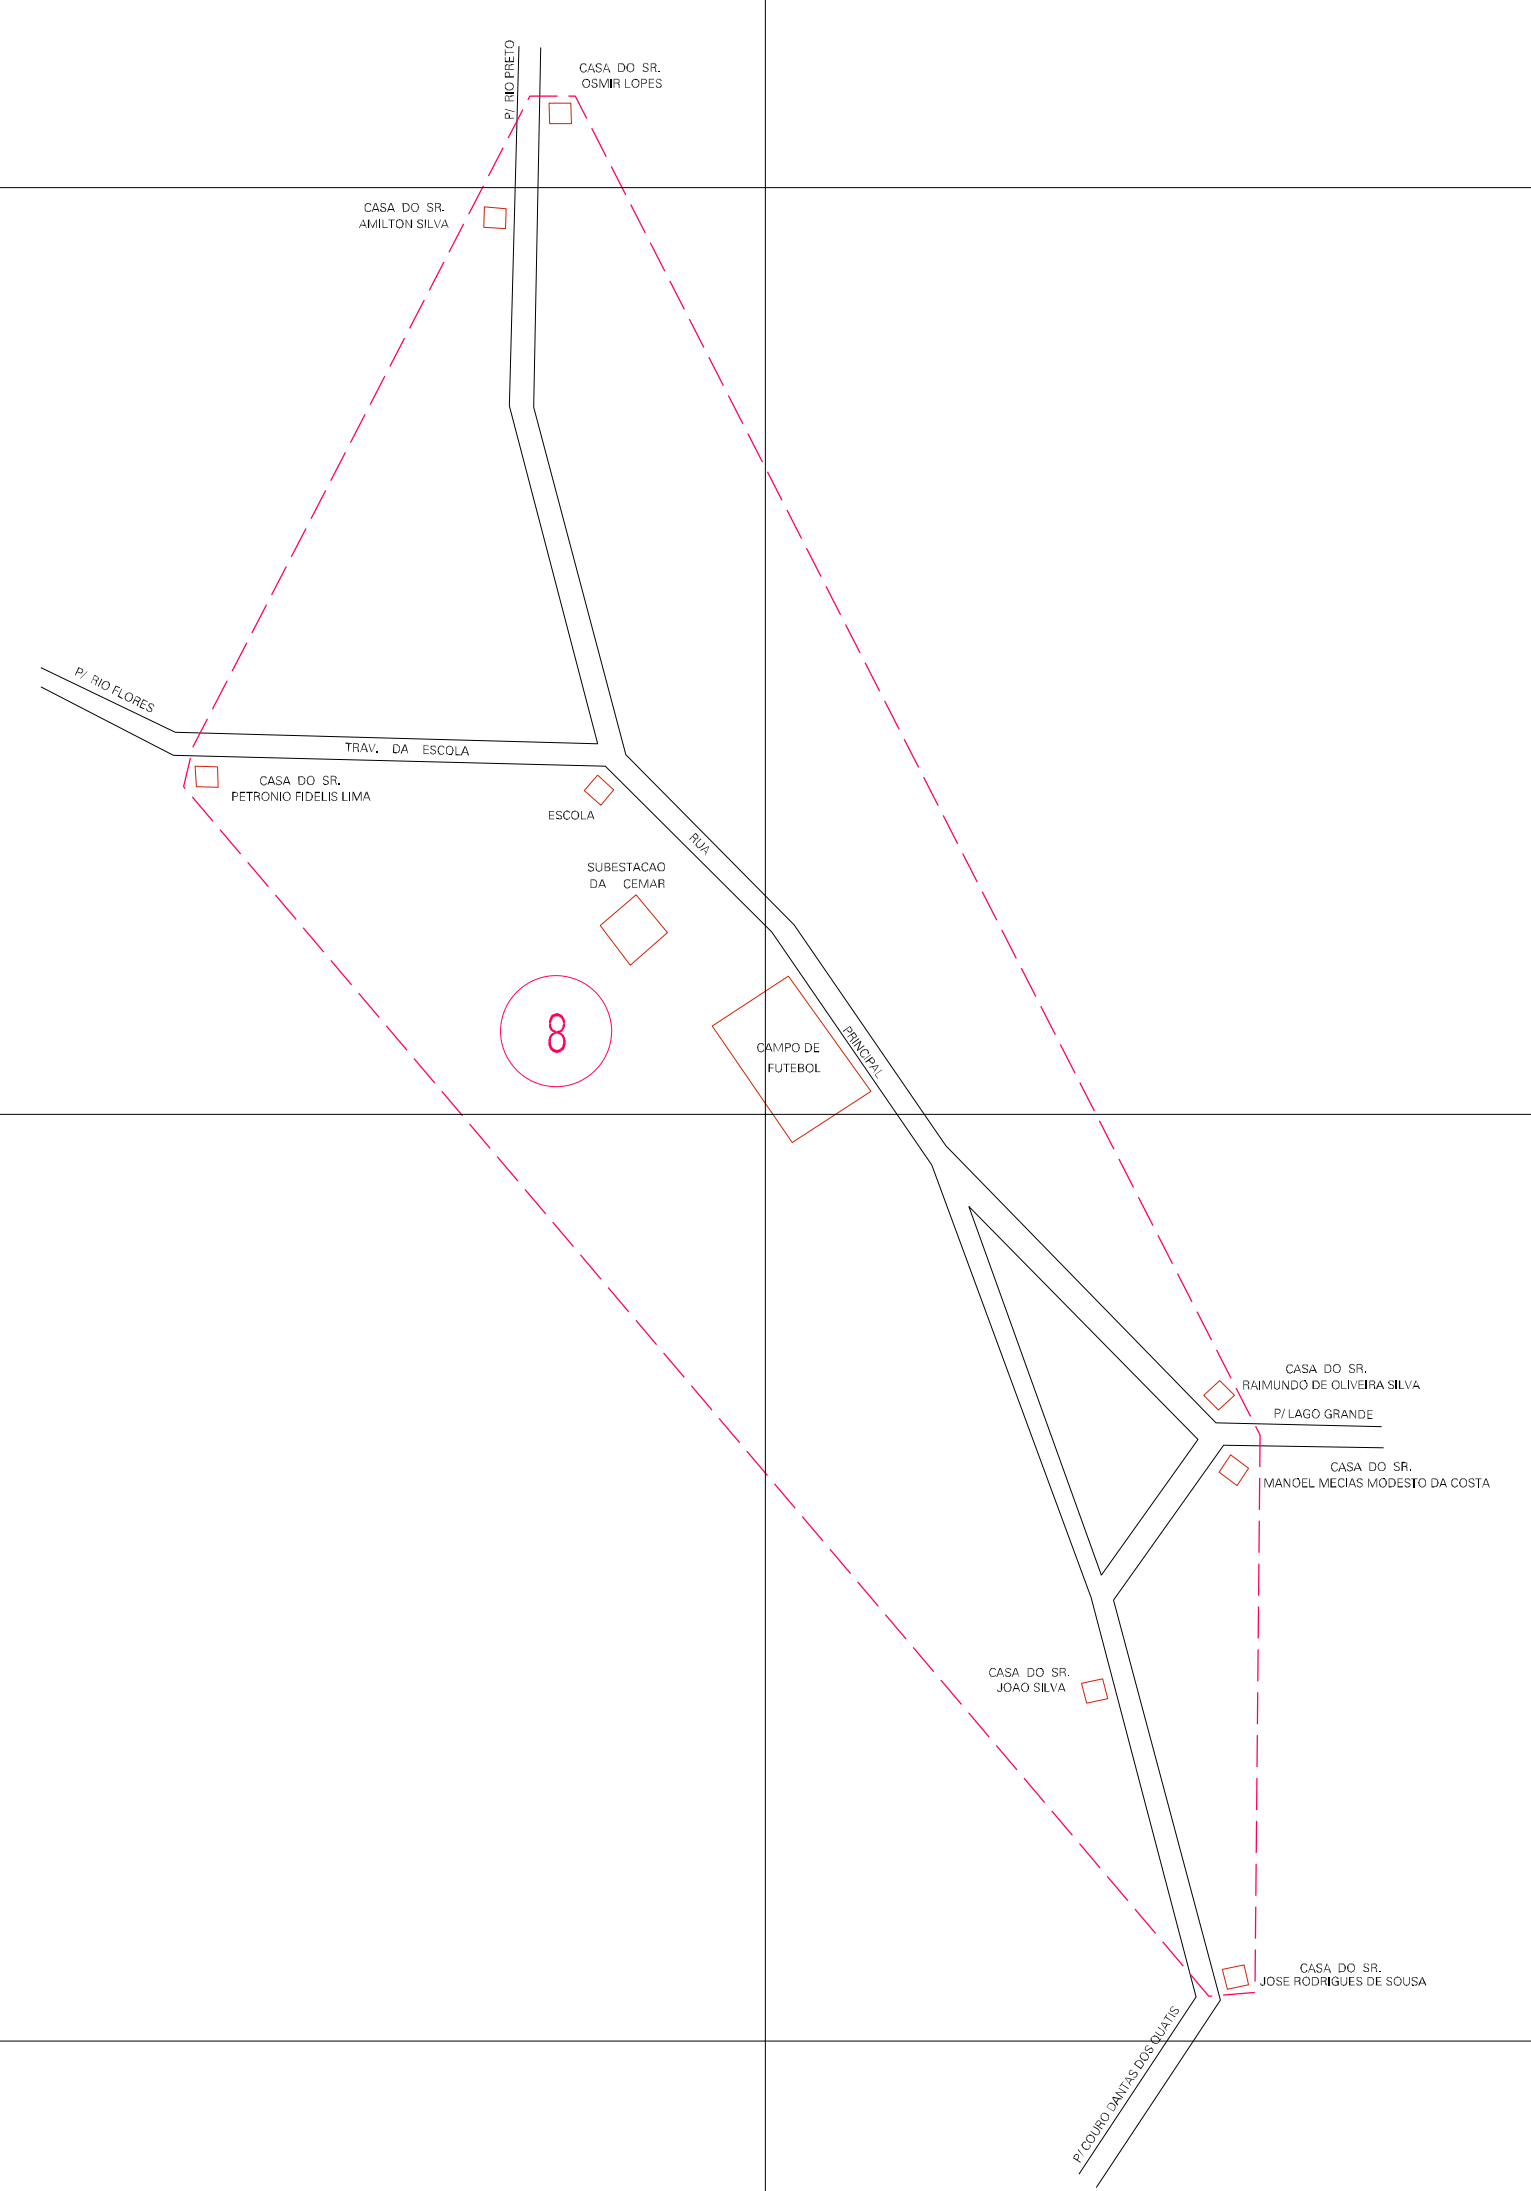 P/ RIO PRETO
CASA DO SR.
OSMIR LOPES
CASA DO SR.
AMILTON SILVA
P/ RIO FLORES
TRAV. DA ESCOLA
CASA DO SR.
PETRONIO FIDELIS LIMA
ESCOLA
RUA
SUBESTACAO
DA CEMAR
8
PRINCIPAL
CAMPO DE
FUTEBOL
CASA DO SR.
RAIMUNDO DE OLIVEIRA SILVA
P/ LAGO GRANDE
CASA DO SR.
MANOEL MECIAS MODESTO DA COSTA
CASA DO SR.
JOAO SILVA
CASA DO SR.
JOSE RODRIGUES DE SOUSA
P/ COURO DANTAS DOS QUATIS